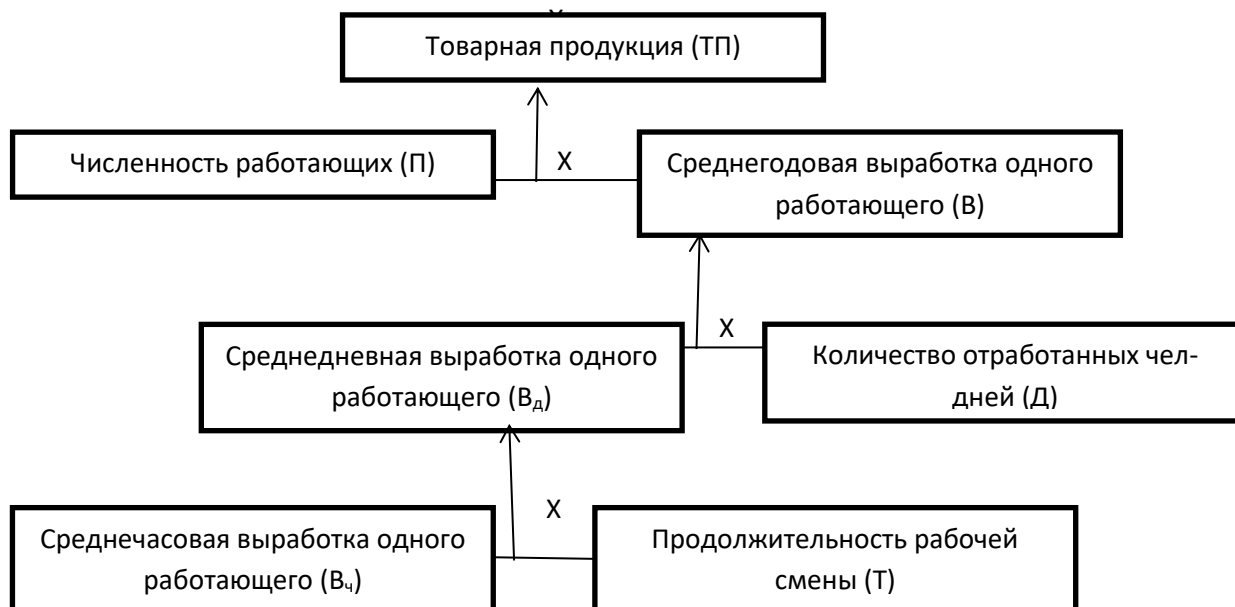 Товарная продукция (ТП)
Численность работающих (П)
Х
Среднегодовая выработка одного
работающего (В)
Среднедневная выработка одного
работающего (Вд)
Х
Количество отработанных чел-
дней (Д)
Среднечасовая выработка одного
работающего (Вч)
Х
Продолжительность рабочей
смены (Т)